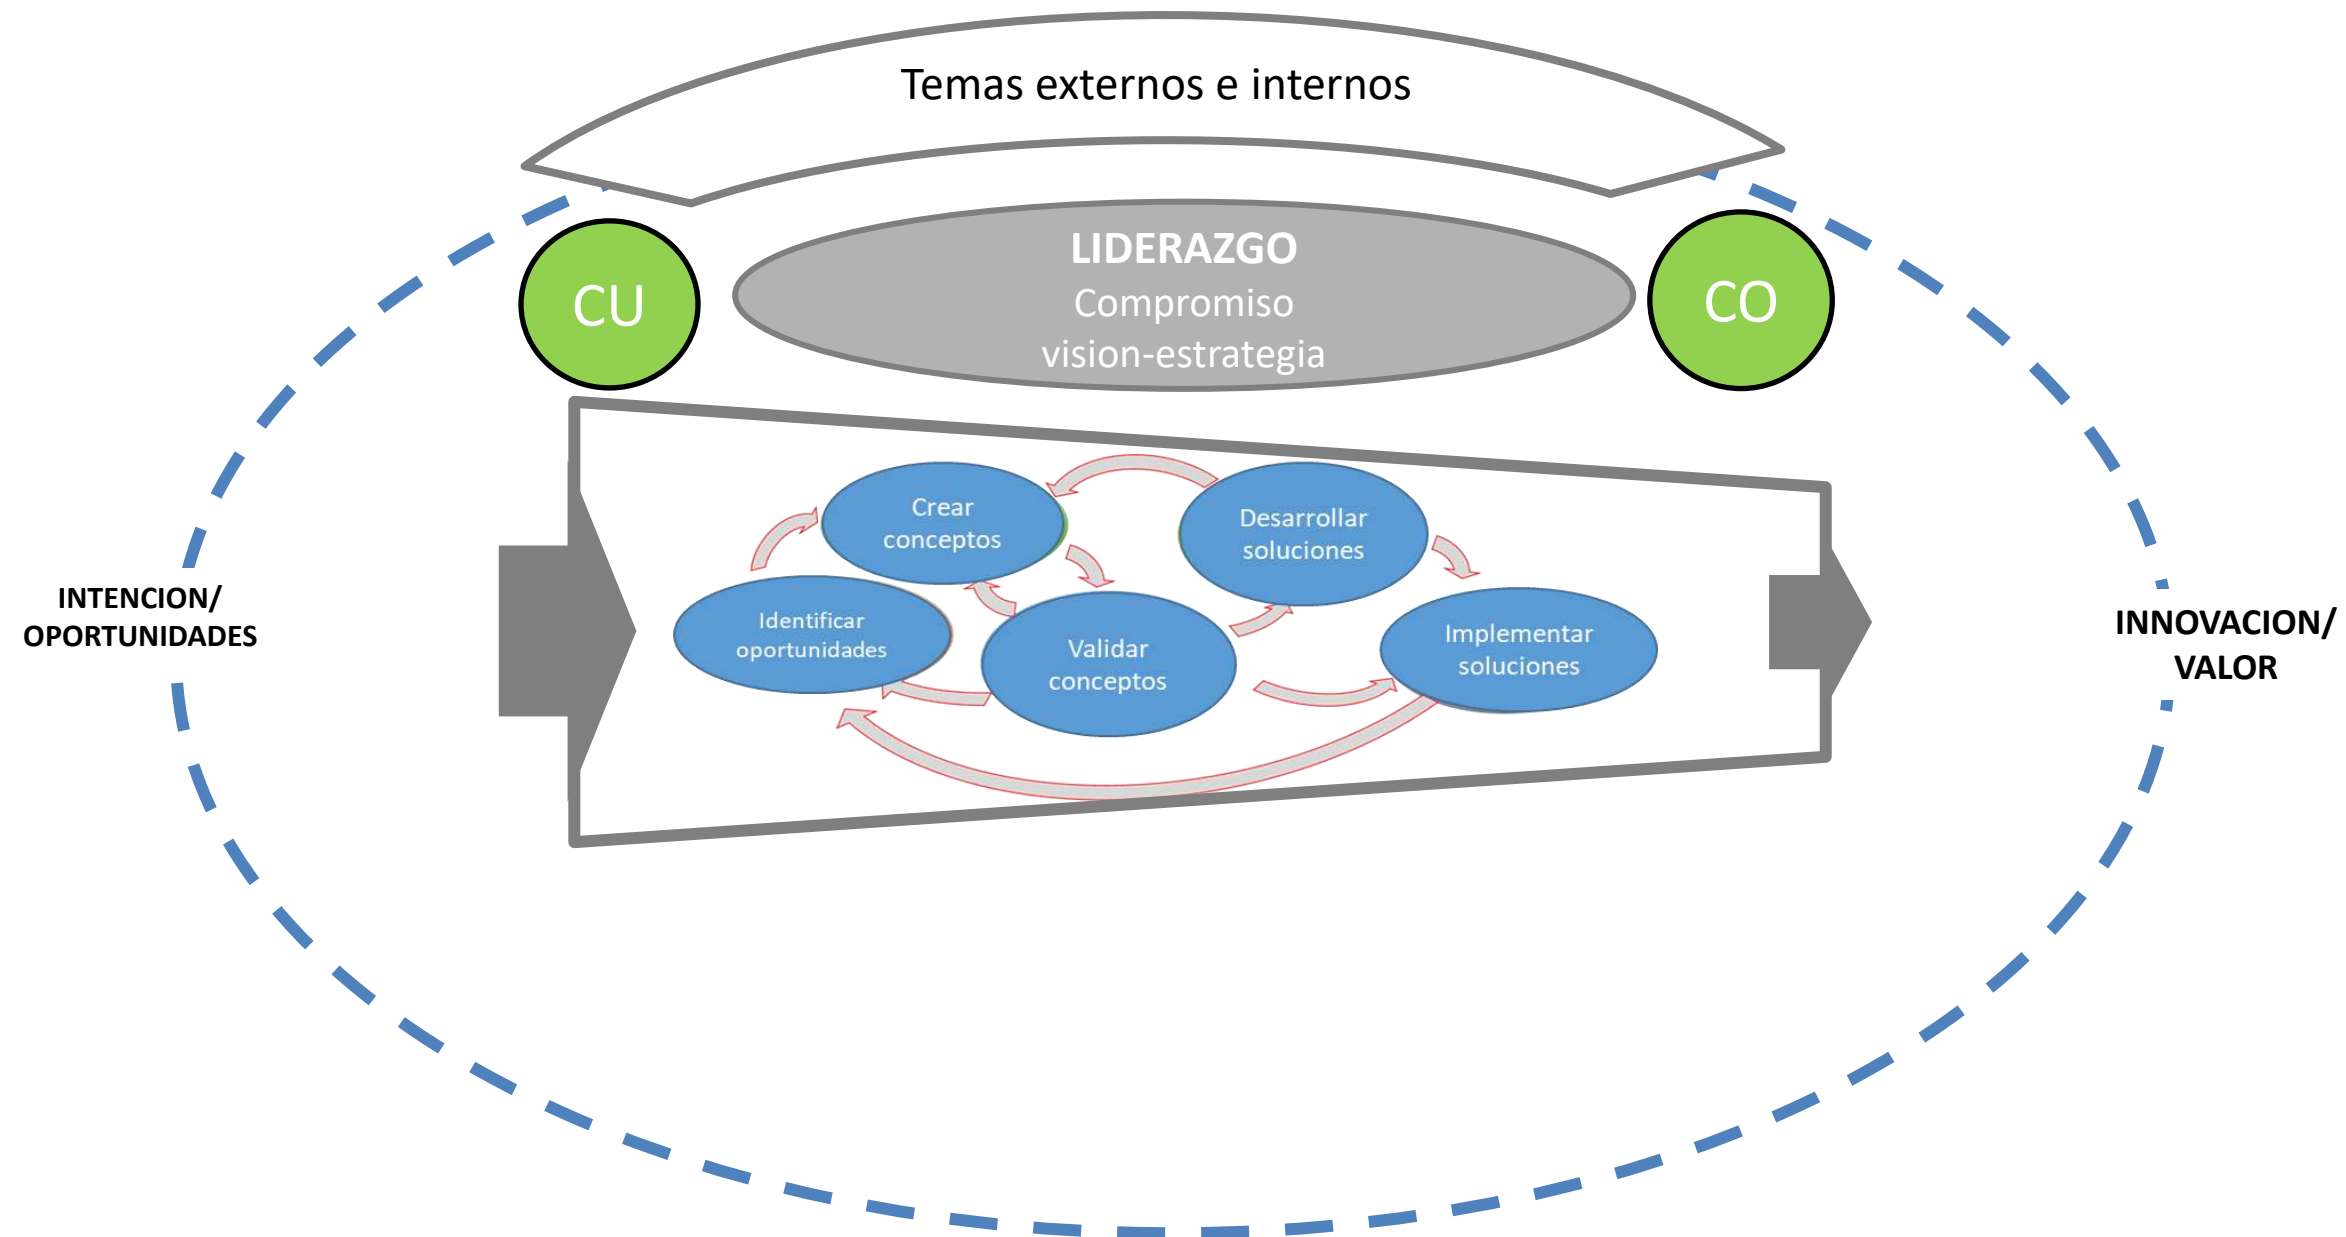 Temas externos e internos
LIDERAZGO
Compromiso
vision-estrategia
CU
CO
Crear
conceptos
Desarrollar
soluciones
Identificar
oportunidades
Validar
conceptos
Implementar
soluciones
INTENCION/
OPORTUNIDADES
INNOVACION/
VALOR